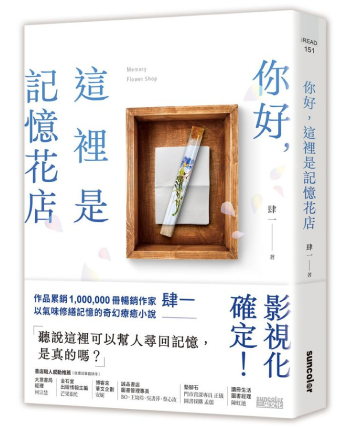 你好，
這裡是
記憶花店
Memory
Flower Shop
影視化
確定！
作品累銷1,000,000冊暢銷作家 肆一 著
以氣味修繕記憶的奇幻療癒小說
「聽說這裡可以幫人尋回記憶，
是真的嗎？」
iREAD
151
你好，這裡是記憶花店
肆一 著
suncolor
suncolor